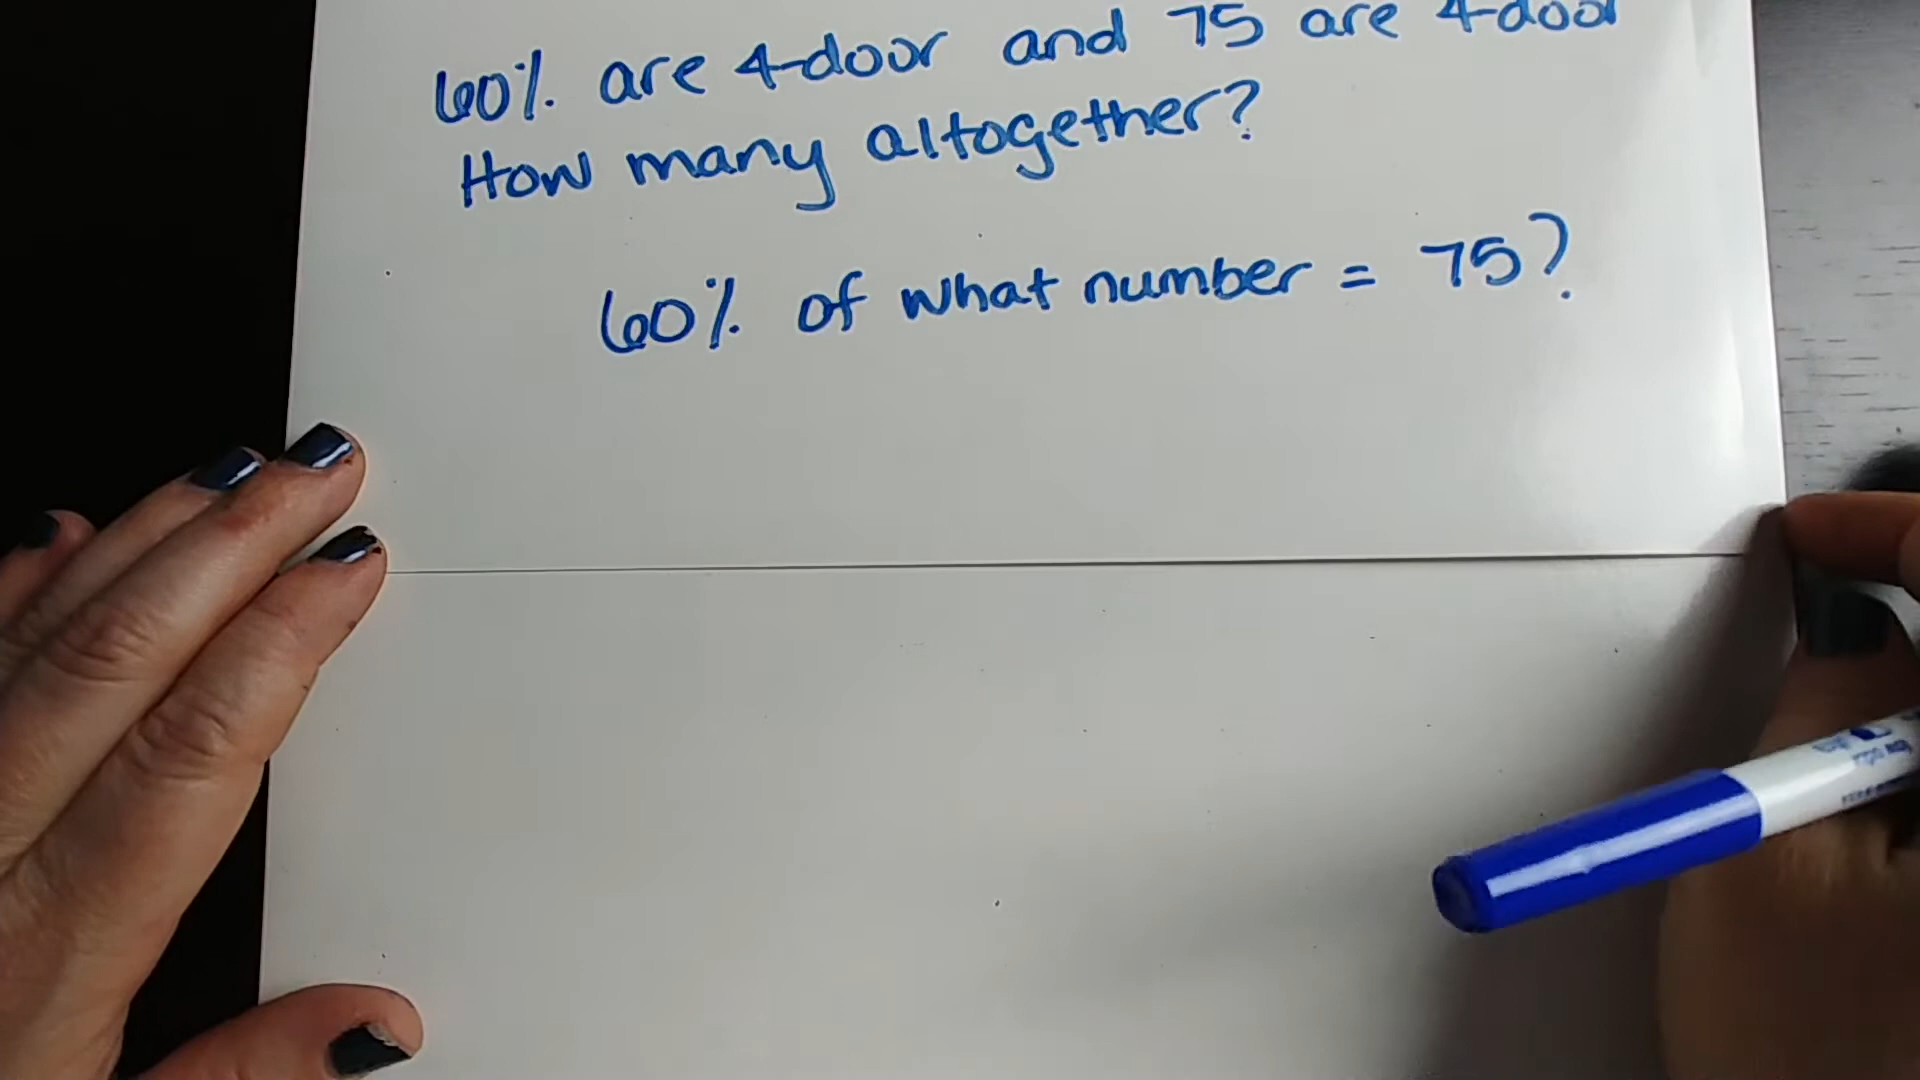 60% are 4-door and 75 are 4-door
How many altogether?
60% of what number = 75?